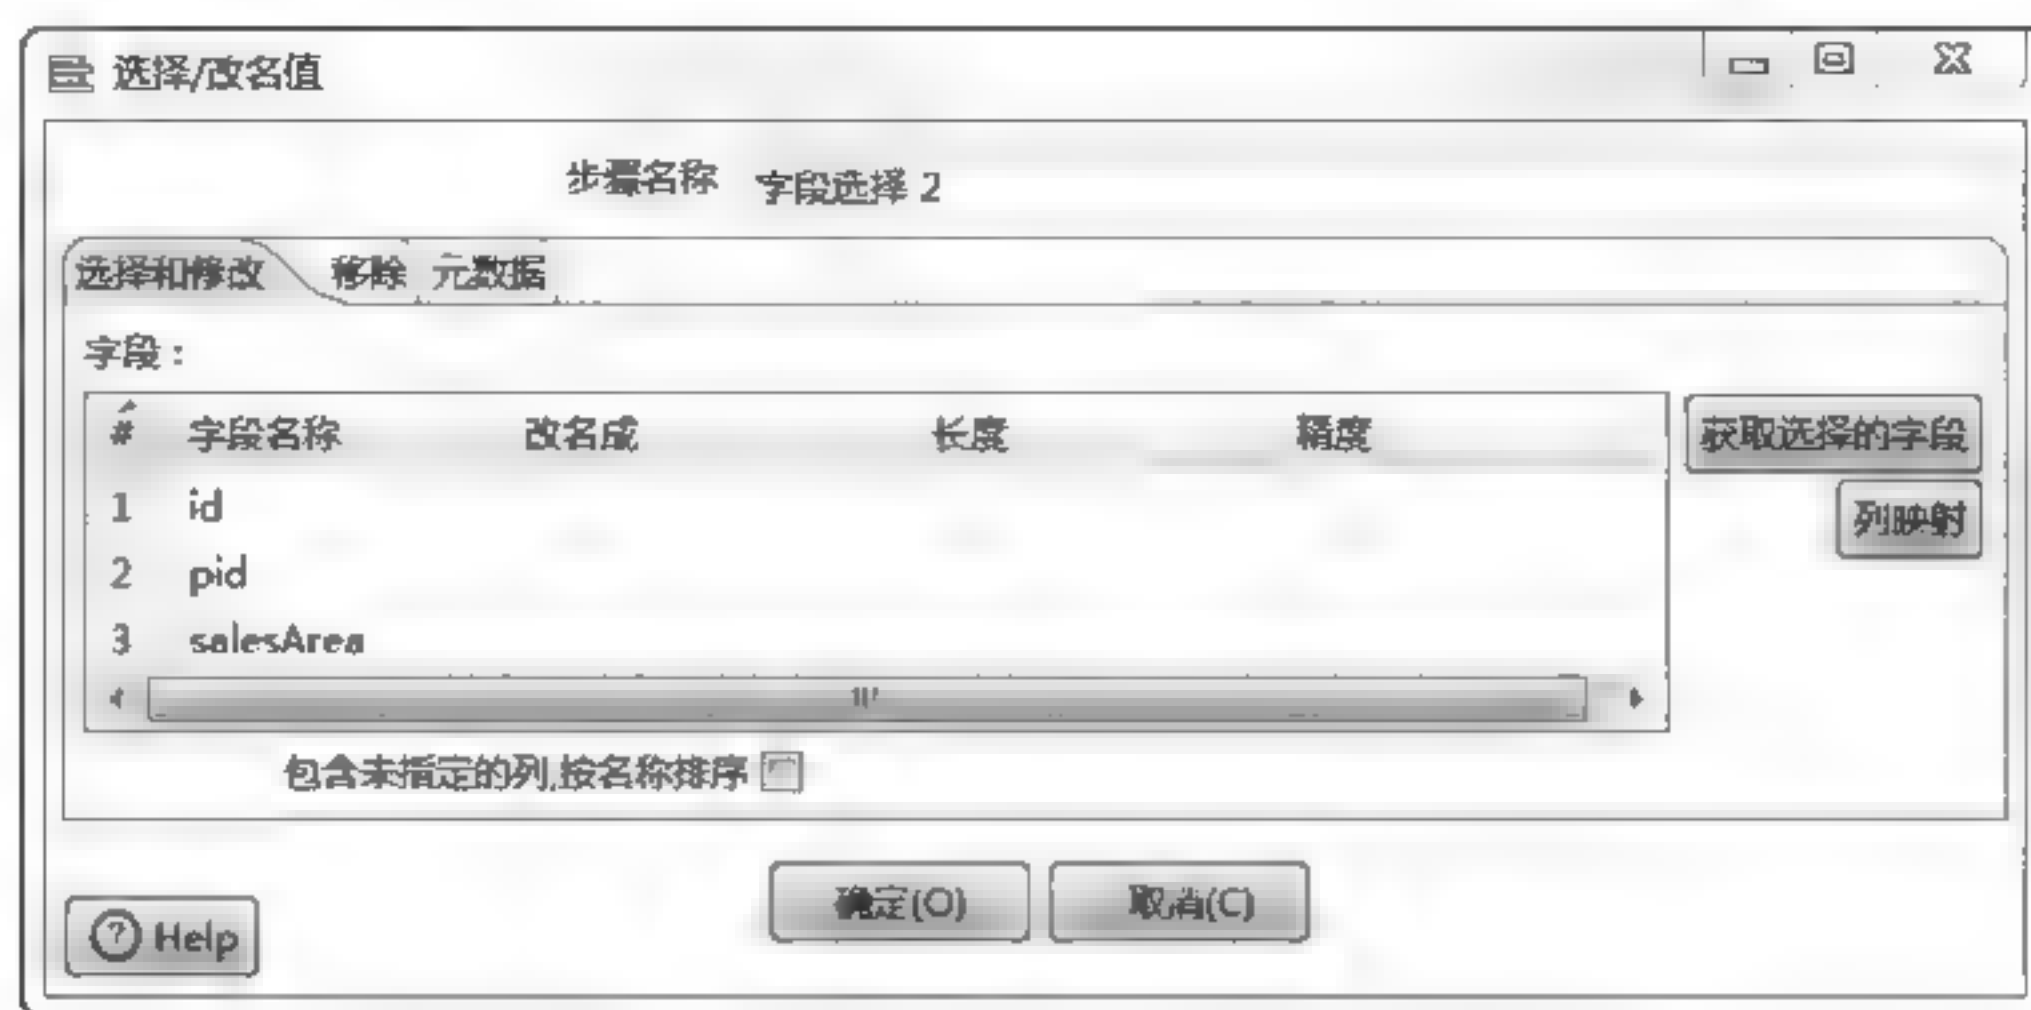 选择/改名值
步骤名称 字段选择 2
选择和修改 移除 元数据
字段：
# 字段名称 改名成 长度 精度
获取选择的字段
1 id
列映射
2 pid
3 salesArea
包含未指定的列,按名称排序
确定(O) 取消(C)
Help